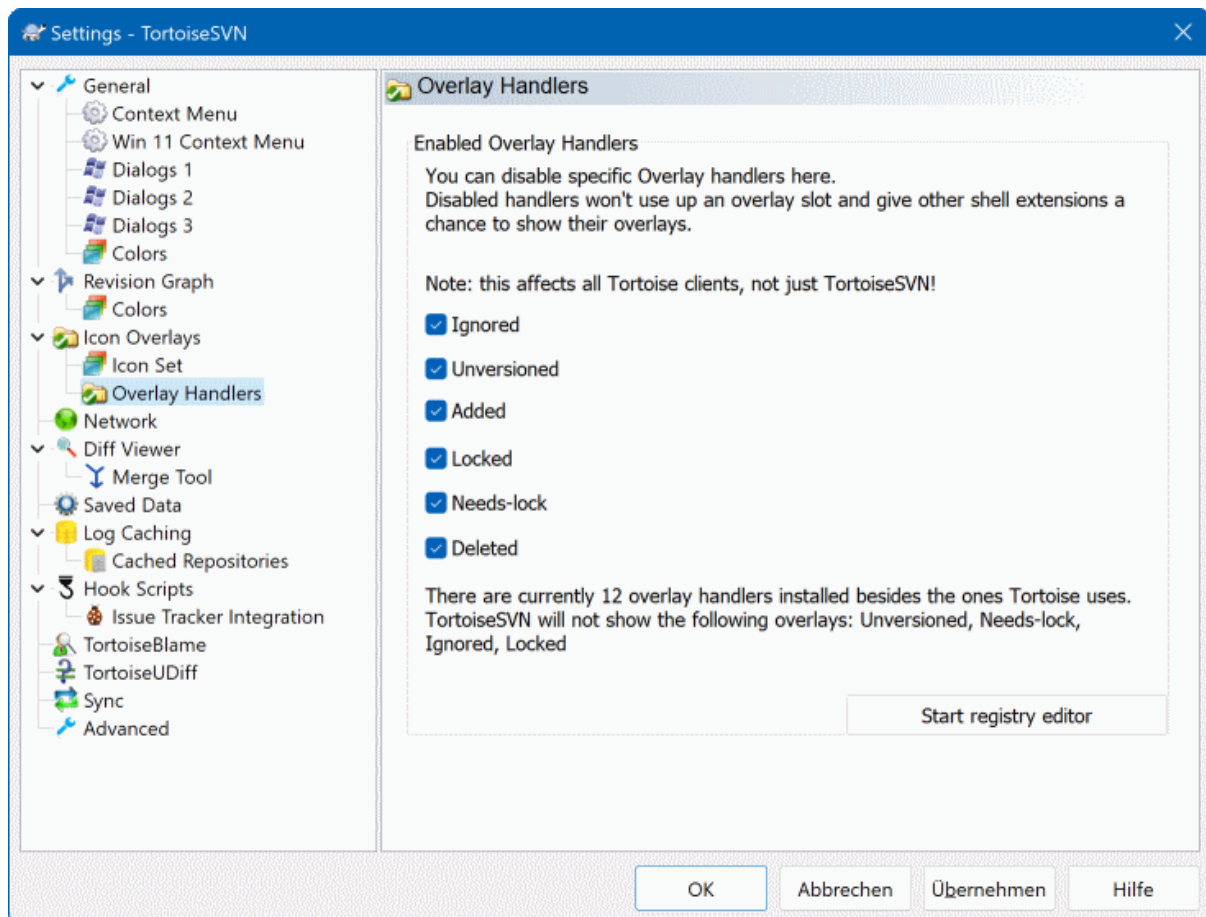 Settings - TortoiseSVN
General
Context Menu
Win 11 Context Menu
Dialogs 1
Dialogs 2
Dialogs 3
Colors
Revision Graph
Colors
Icon Overlays
Icon Set
Overlay Handlers
Network
Diff Viewer
Merge Tool
Saved Data
Log Caching
Cached Repositories
Hook Scripts
Issue Tracker Integration
TortoiseBlame
TortoiseUDiff
Sync
Advanced
Overlay Handlers
Enabled Overlay Handlers
You can disable specific Overlay handlers here.
Disabled handlers won't use up an overlay slot and give other shell extensions a
chance to show their overlays.
Note: this affects all Tortoise clients, not just TortoiseSVN!
Ignored
Unversioned
Added
Locked
Needs-lock
Deleted
There are currently 12 overlay handlers installed besides the ones Tortoise uses.
TortoiseSVN will not show the following overlays: Unversioned, Needs-lock,
Ignored, Locked
Start registry editor
OK
Abbrechen
Übernehmen
Hilfe